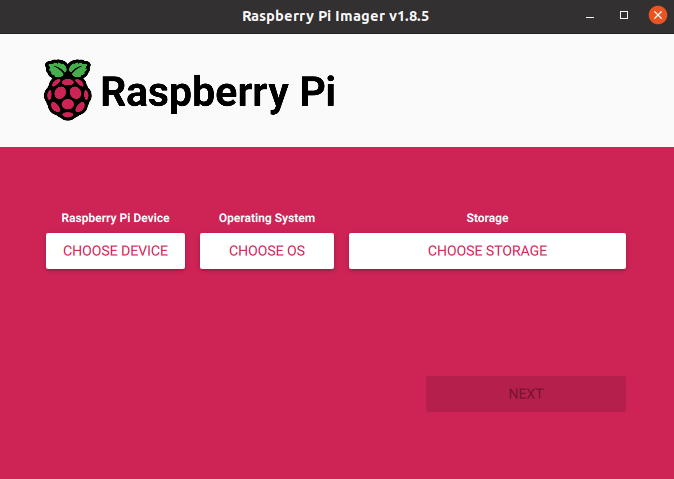 Raspberry Pi Imager v1.8.5
Raspberry Pi
Raspberry Pi Device Operating System Storage
CHOOSE DEVICE CHOOSE OS CHOOSE STORAGE
NEXT